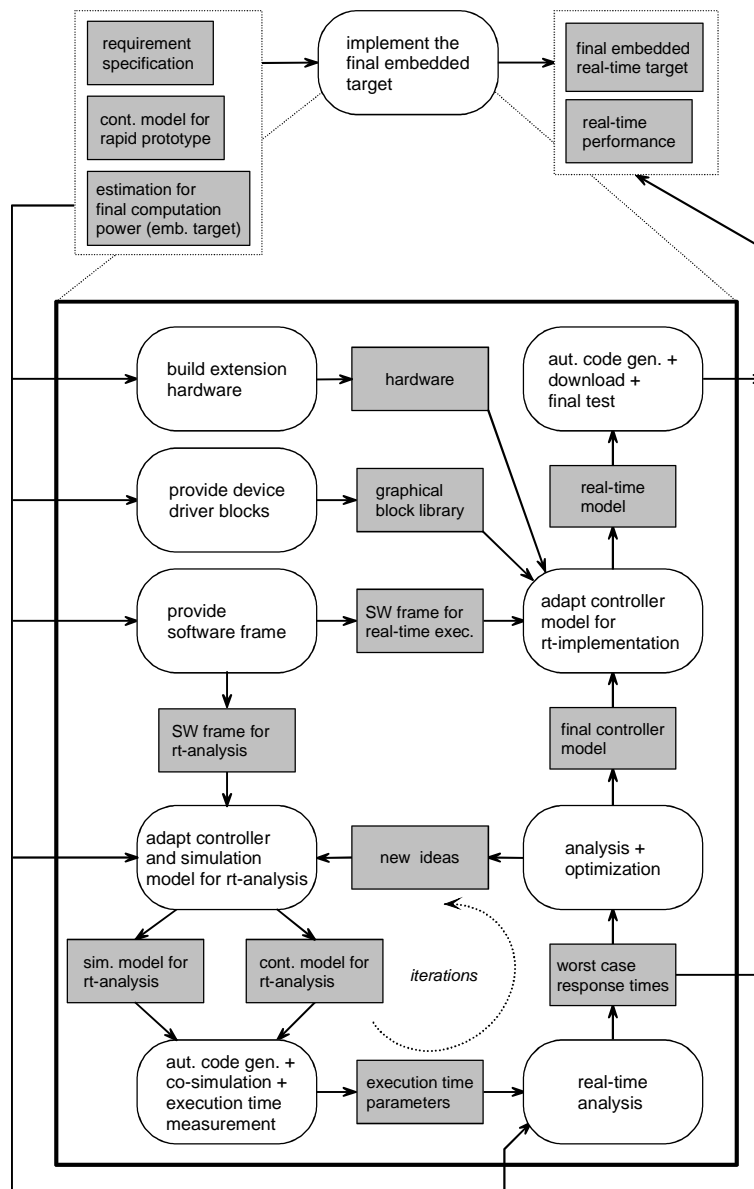 requirement
specification
cont. model for
rapid prototype
estimation for
final computation
power (emb. target)
implement the
final embedded
target
final embedded
real-time target
real-time
performance
build extension
hardware
hardware
aut. code gen. +
download +
final test
provide device
driver blocks
graphical
block library
real-time
model
provide
software frame
SW frame for
real-time exec.
adapt controller
model for
rt-implementation
SW frame for
rt-analysis
final controller
model
adapt controller
and simulation
model for rt-analysis
new ideas
analysis +
optimization
sim. model for
rt-analysis
cont. model for
rt-analysis
iterations
worst case
response times
aut. code gen. +
co-simulation +
execution time
measurement
execution time
parameters
real-time
analysis